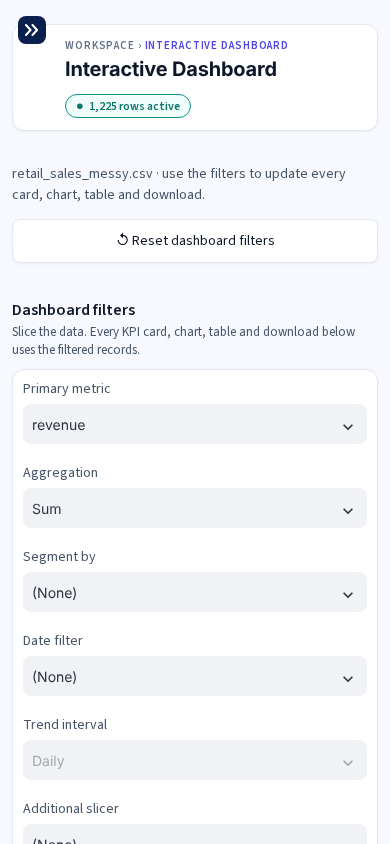 WORKSPACE › INTERACTIVE DASHBOARD
Interactive Dashboard
● 1,225 rows active
retail_sales_messy.csv · use the filters to update every
card, chart, table and download.
Reset dashboard filters
Dashboard filters
Slice the data. Every KPI card, chart, table and download below
uses the filtered records.
Primary metric
revenue
Aggregation
Sum
Segment by
(None)
Date filter
(None)
Trend interval
Daily
Additional slicer
(None)